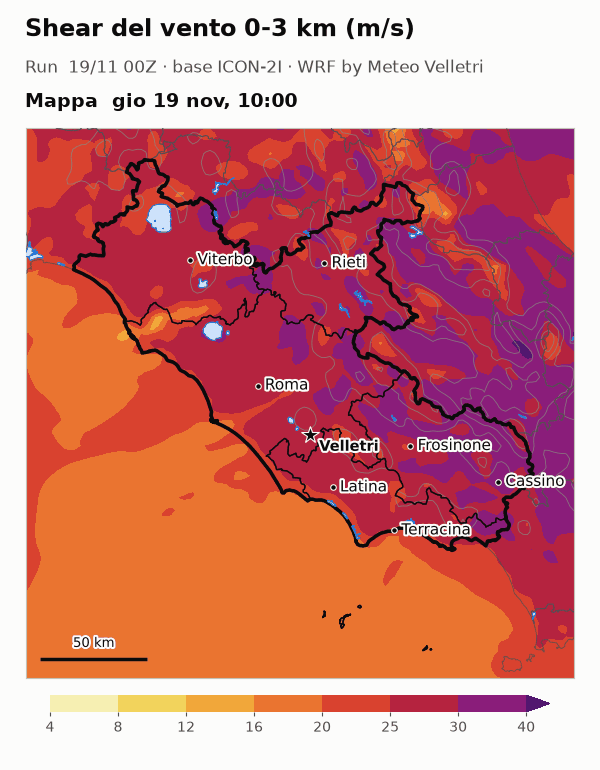 Shear del vento 0-3 km (m/s)
Run  19/11 00Z · base ICON-2I · WRF by Meteo Velletri
Mappa  gio 19 nov, 10:00
Viterbo
Rieti
Roma
Velletri
Frosinone
Cassino
Latina
Terracina
50 km
4 8 12 16 20 25 30 40